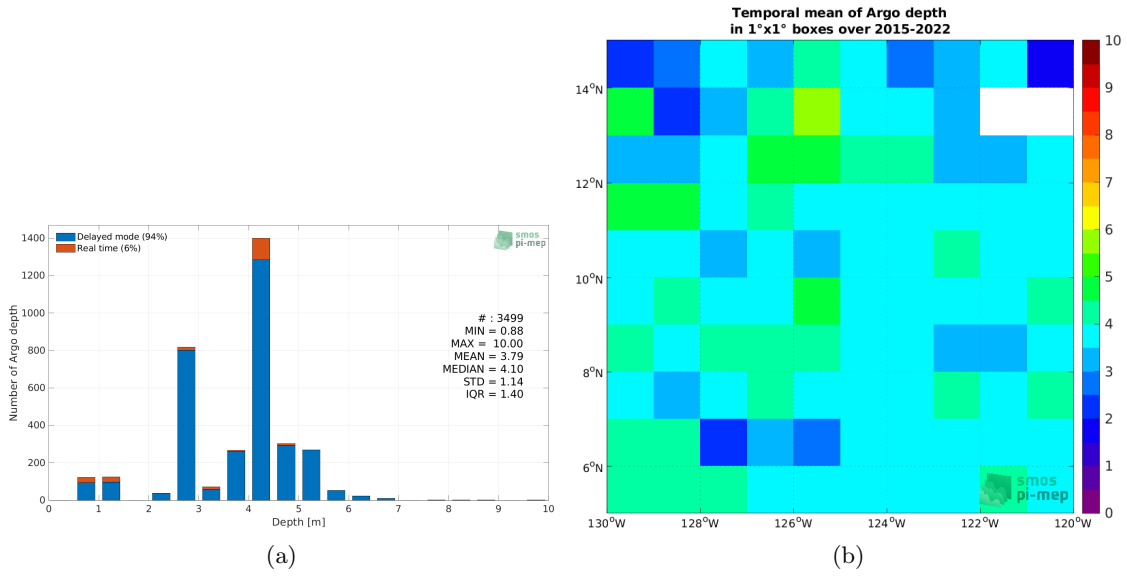 Temporal mean of Argo depth
in 1°x1° boxes over 2015-2022
Delayed mode (94%)
Real time (6%)
smos
pi-mep
# : 3499
MIN = 0.88
MAX = 10.00
MEAN = 3.79
MEDIAN = 4.10
STD = 1.14
IQR = 1.40
Number of Argo depth
1400
1200
1000
800
600
400
200
0
0 1 2 3 4 5 6 7 8 9 10
Depth [m]
(a)
14°N
12°N
10°N
8°N
6°N
130°W 128°W 126°W 124°W 122°W 120°W
smos
pi-mep
10
9
8
7
6
5
4
3
2
1
0
(b)